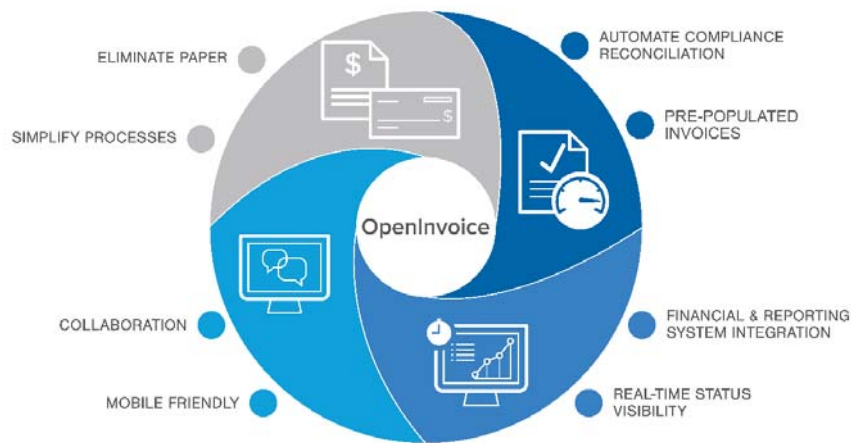 ELIMINATE PAPER
SIMPLIFY PROCESSES
COLLABORATION
MOBILE FRIENDLY
$
$
OpenInvoice
AUTOMATE COMPLIANCE
RECONCILIATION
PRE-POPULATED
INVOICES
FINANCIAL & REPORTING
SYSTEM INTEGRATION
REAL-TIME STATUS
VISIBILITY